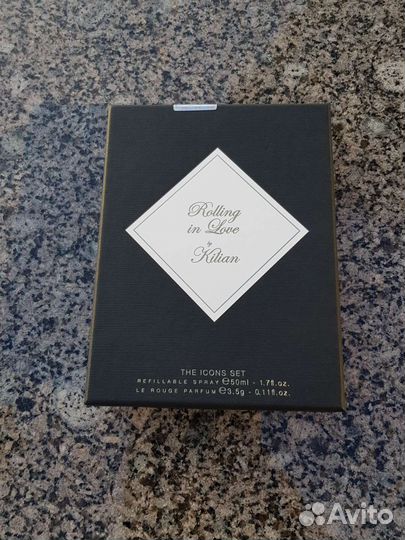 Rolling
in Love
by
Kilian
THE ICONS SET
REFILLABLE SPRAY ℮50ml - 1.7fl.oz.
LE ROUGE PARFUM ℮3.5g - 0.11fl.oz.
Avito